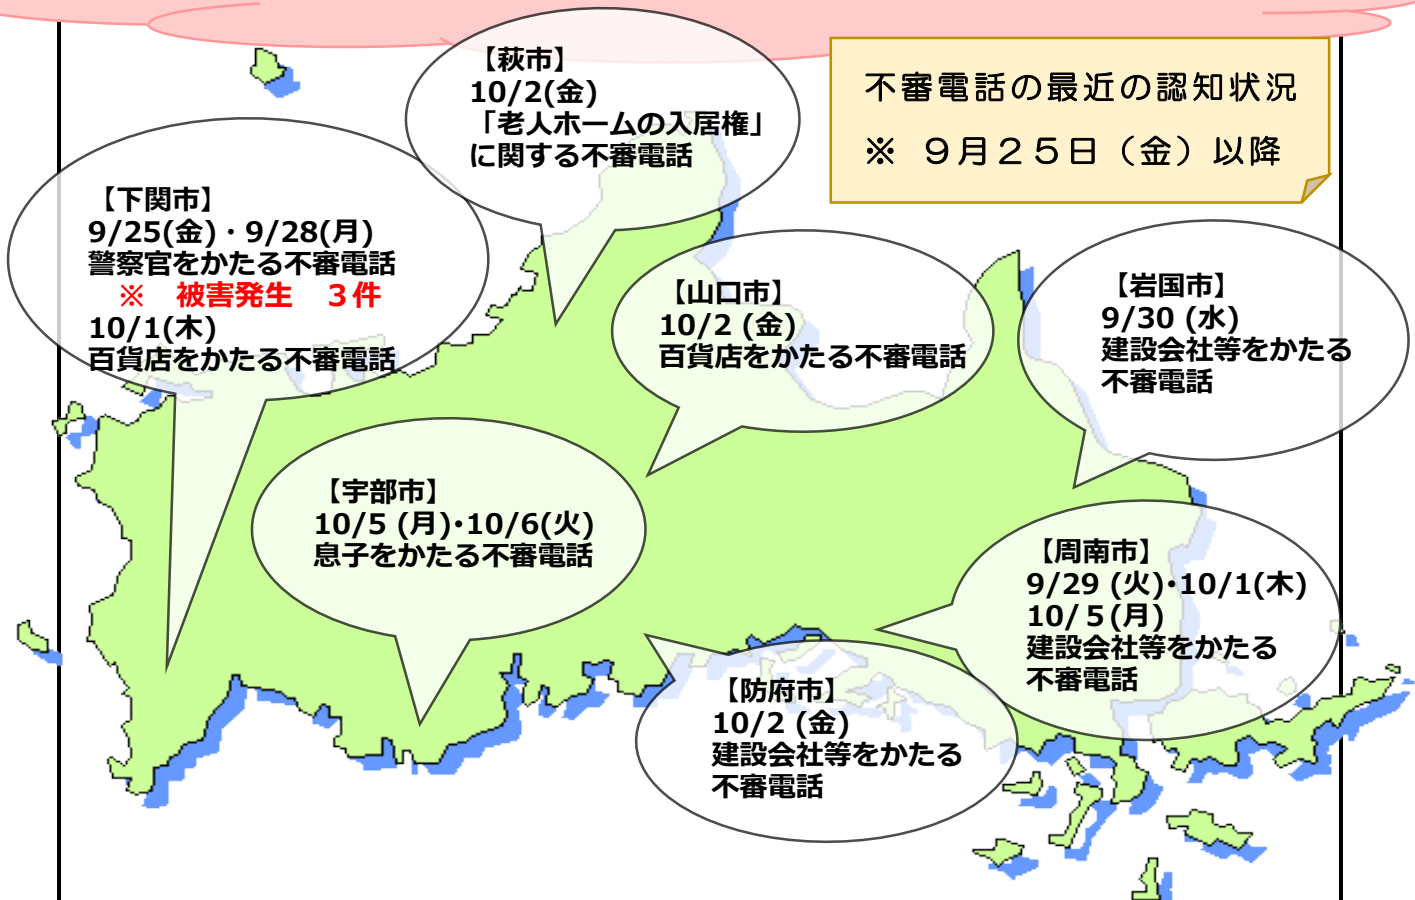 不審電話の最近の認知状況
※ ９月２５日（金）以降
【萩市】
10/2(金)
「老人ホームの入居権」
に関する不審電話
【下関市】
9/25(金)・9/28(月)
警察官をかたる不審電話
※　被害発生　３件
10/1(木)
百貨店をかたる不審電話
【山口市】
10/2 (金)
百貨店をかたる不審電話
【岩国市】
9/30 (水)
建設会社等をかたる
不審電話
【宇部市】
10/5 (月)･10/6(火)
息子をかたる不審電話
【周南市】
9/29 (火)･10/1(木)
10/５(月)
建設会社等をかたる
不審電話
【防府市】
10/2 (金)
建設会社等をかたる
不審電話